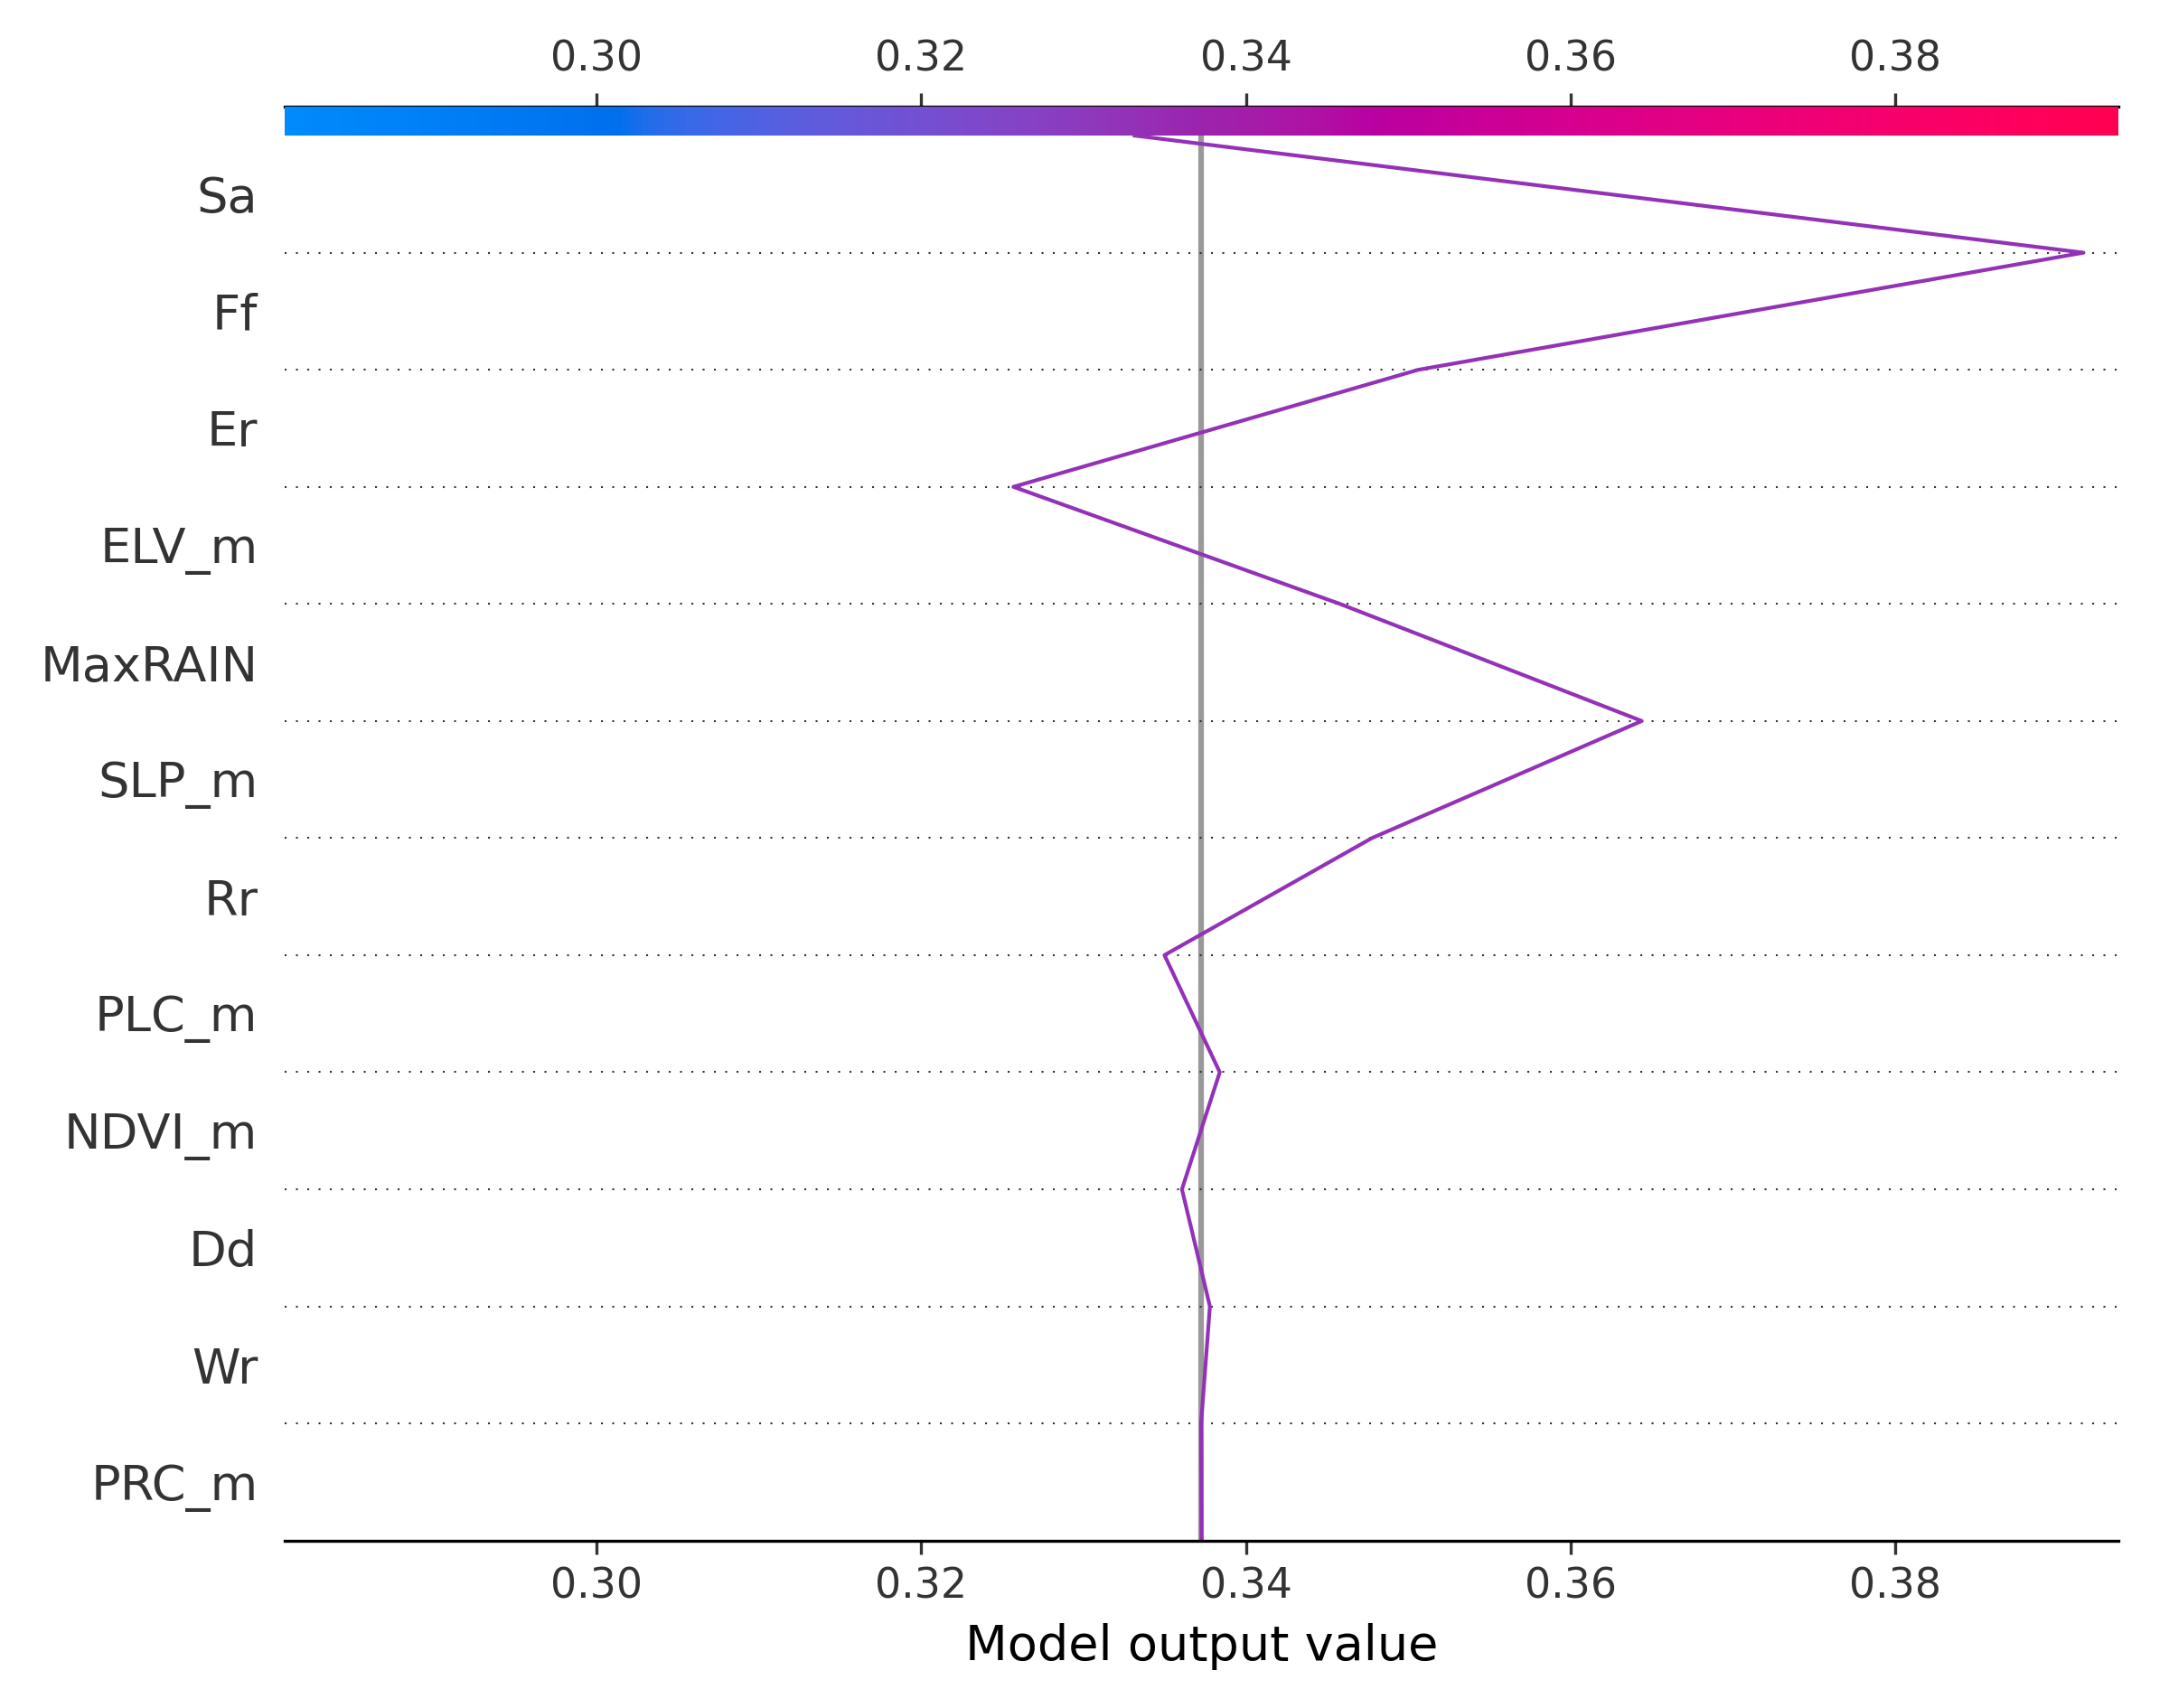 0.30 0.32 0.34 0.36 0.38
Sa
Ff
Er
ELV_m
MaxRAIN
SLP_m
Rr
PLC_m
NDVI_m
Dd
Wr
PRC_m
0.30 0.32 0.34 0.36 0.38
Model output value